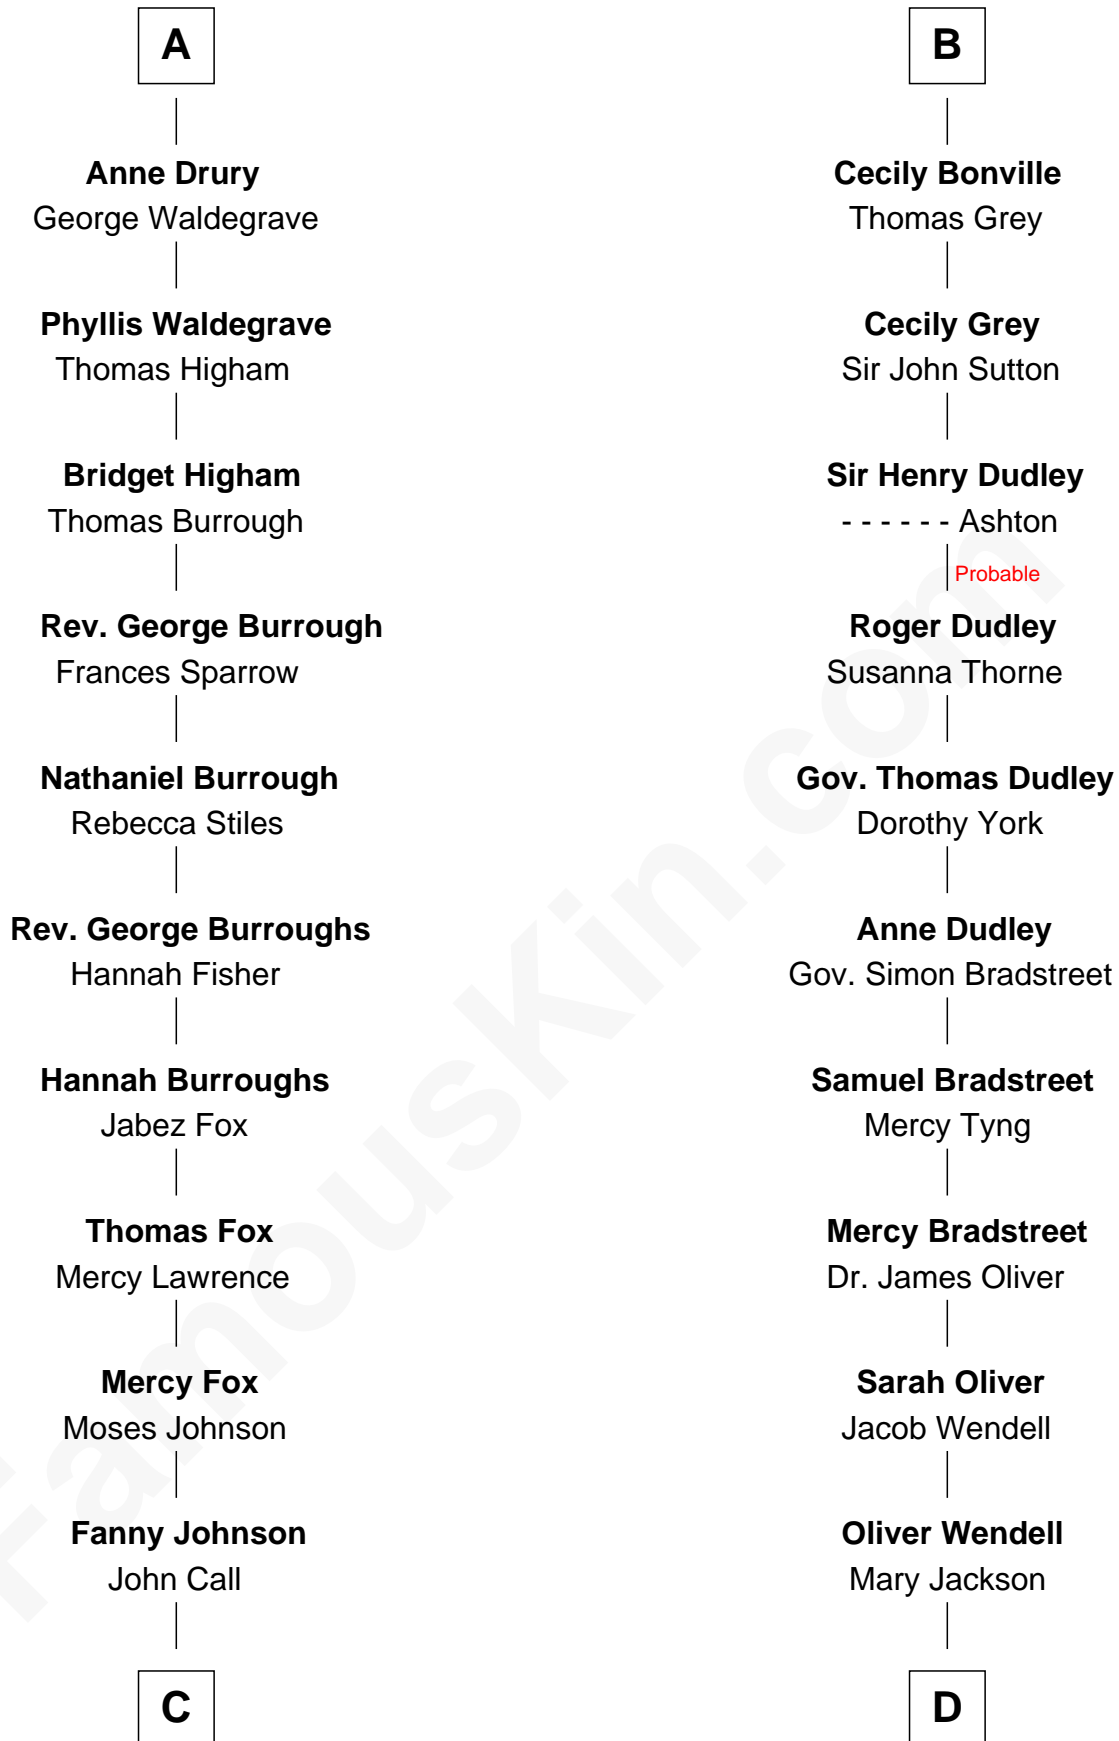 A
Anne Drury
George Waldegrave
Phyllis Waldegrave
Thomas Higham
Bridget Higham
Thomas Burrough
Rev. George Burrough
Frances Sparrow
Nathaniel Burrough
Rebecca Stiles
Rev. George Burroughs
Hannah Fisher
Hannah Burroughs
Jabez Fox
Thomas Fox
Mercy Lawrence
Mercy Fox
Moses Johnson
Fanny Johnson
John Call
C
B
Cecily Bonville
Thomas Grey
Cecily Grey
Sir John Sutton
Sir Henry Dudley
- - - - - - Ashton
Probable
Roger Dudley
Susanna Thorne
Gov. Thomas Dudley
Dorothy York
Anne Dudley
Gov. Simon Bradstreet
Samuel Bradstreet
Mercy Tyng
Mercy Bradstreet
Dr. James Oliver
Sarah Oliver
Jacob Wendell
Oliver Wendell
Mary Jackson
D
FamousKin.com